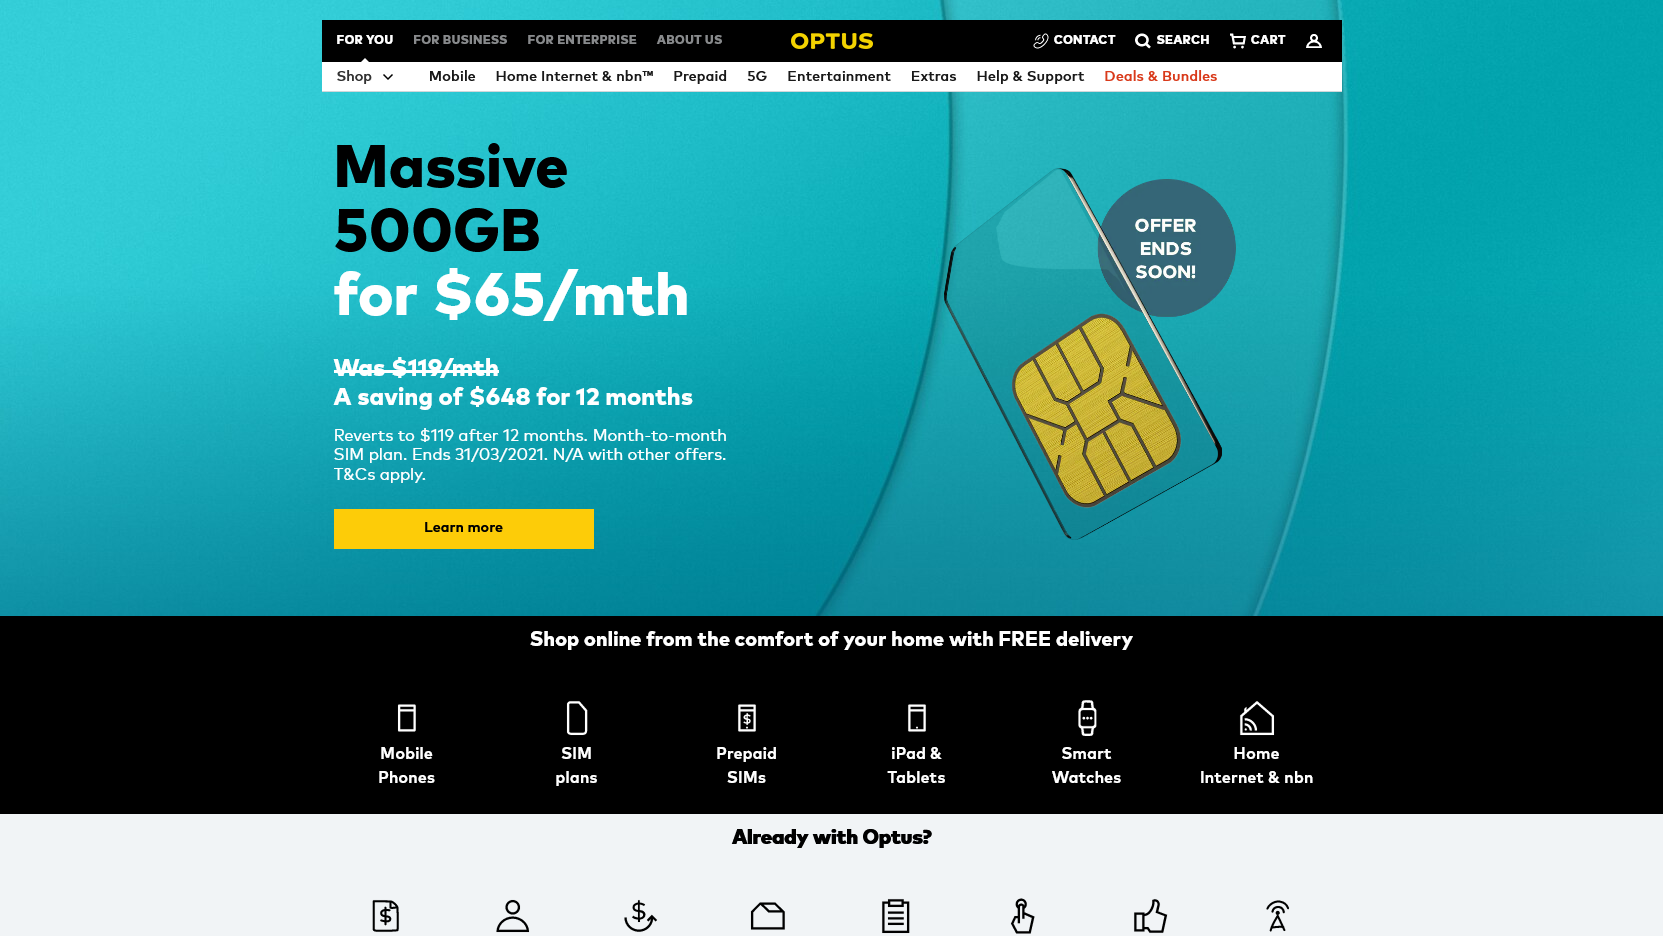 FOR YOU FOR BUSINESS FOR ENTERPRISE ABOUT US OPTUS CONTACT SEARCH CART
Shop Mobile Home Internet & nbn™ Prepaid 5G Entertainment Extras Help & Support Deals & Bundles
Massive
500GB
for $65/mth
Was $119/mth
A saving of $648 for 12 months
Reverts to $119 after 12 months. Month-to-month
SIM plan. Ends 31/03/2021. N/A with other offers.
T&Cs apply.
Learn more
OFFER
ENDS
SOON!
Shop online from the comfort of your home with FREE delivery
Mobile
Phones
SIM
plans
Prepaid
SIMs
iPad &
Tablets
Smart
Watches
Home
Internet & nbn
Already with Optus?